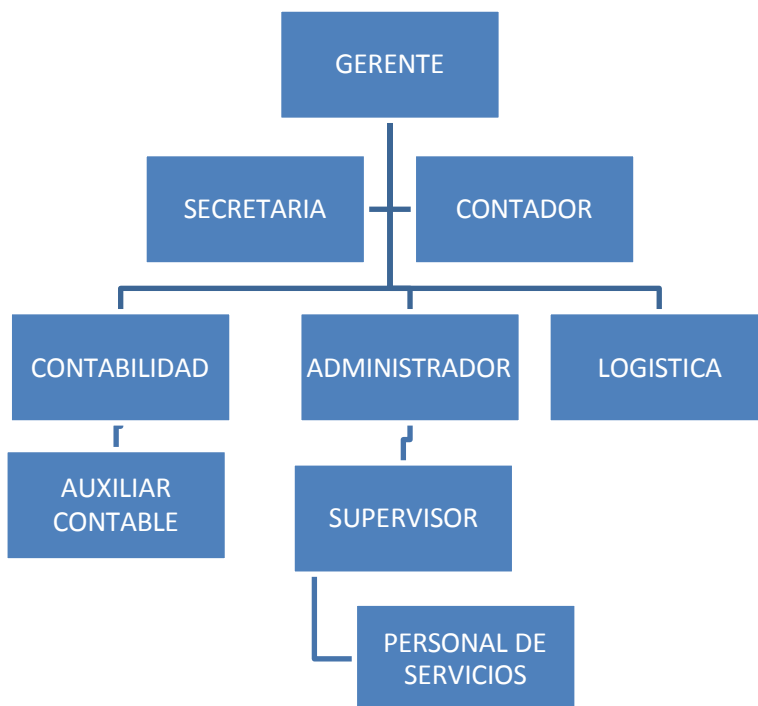 GERENTE
SECRETARIA
CONTADOR
CONTABILIDAD
ADMINISTRADOR
LOGISTICA
AUXILIAR
CONTABLE
SUPERVISOR
PERSONAL DE
SERVICIOS